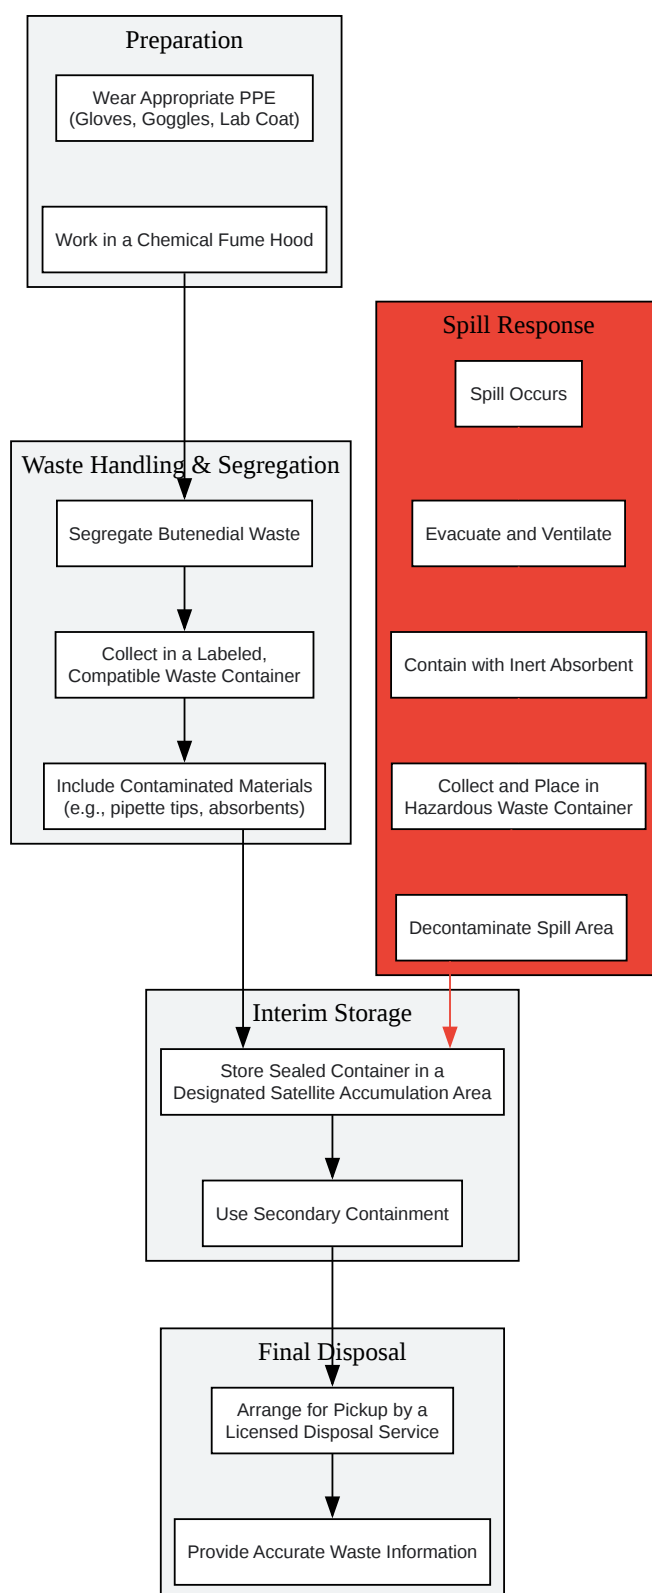 Preparation
Wear Appropriate PPE
(Gloves, Goggles, Lab Coat)
Work in a Chemical Fume Hood
Spill Response
Spill Occurs
Evacuate and Ventilate
Contain with Inert Absorbent
Collect and Place in
Hazardous Waste Container
Decontaminate Spill Area
Waste Handling & Segregation
Segregate Butenedial Waste
Collect in a Labeled,
Compatible Waste Container
Include Contaminated Materials
(e.g., pipette tips, absorbents)
Interim Storage
Store Sealed Container in a
Designated Satellite Accumulation Area
Use Secondary Containment
Final Disposal
Arrange for Pickup by a
Licensed Disposal Service
Provide Accurate Waste Information